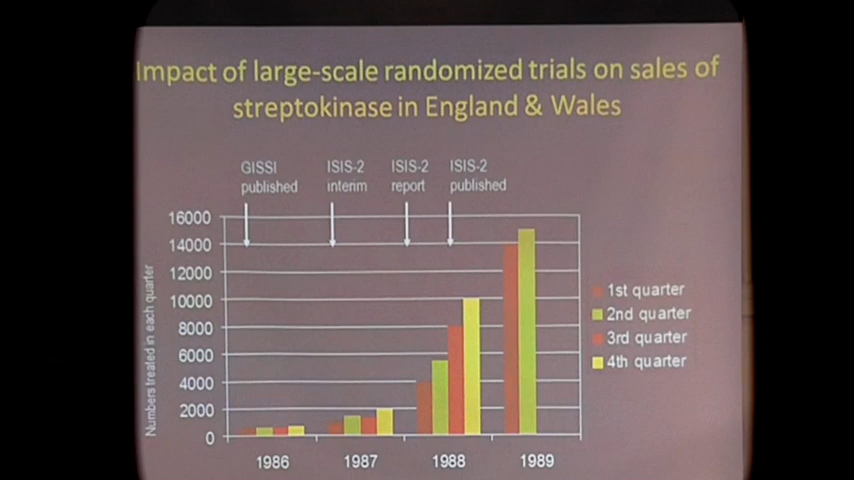 Impact of large-scale randomized trials on sales of
streptokinase in England & Wales
GISSI
published
ISIS-2
interim
ISIS-2
report
ISIS-2
published
Numbers treated in each quarter
16000
14000
12000
10000
8000
6000
4000
2000
0
1986
1987
1988
1989
1st quarter
2nd quarter
3rd quarter
4th quarter